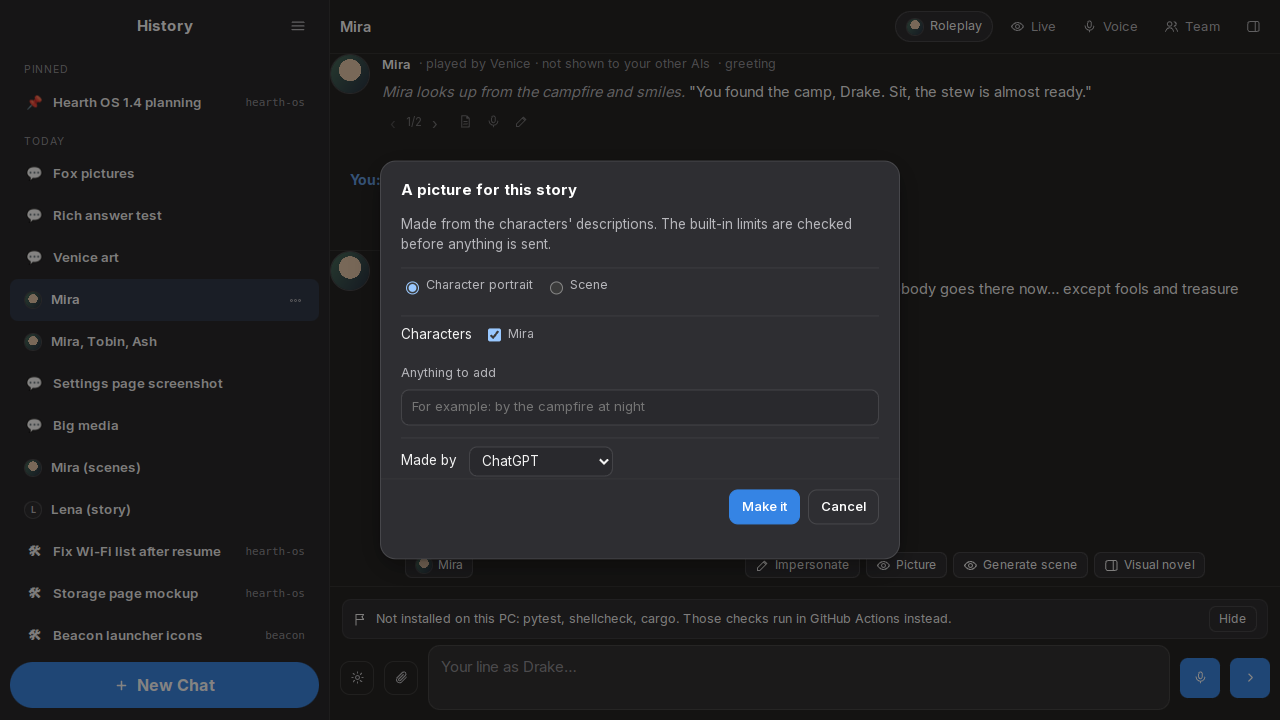 History
PINNED
📌 Hearth OS 1.4 planning hearth-os
TODAY
Fox pictures
Rich answer test
Venice art
Mira
Mira, Tobin, Ash
Settings page screenshot
Big media
Mira (scenes)
L Lena (story)
Fix Wi-Fi list after resume hearth-os
Storage page mockup hearth-os
Beacon launcher icons beacon
+ New Chat
Mira
Roleplay Live Voice Team
Mira · played by Venice · not shown to your other AIs · greeting
Mira looks up from the campfire and smiles. "You found the camp, Drake. Sit, the stew is almost ready."
‹ 1/2 ›
You:
body goes there now... except fools and treasure
A picture for this story
Made from the characters' descriptions. The built-in limits are checked
before anything is sent.
Character portrait Scene
Characters Mira
Anything to add
For example: by the campfire at night
Made by ChatGPT
Make it Cancel
Mira Impersonate Picture Generate scene Visual novel
Not installed on this PC: pytest, shellcheck, cargo. Those checks run in GitHub Actions instead.
Hide
Your line as Drake...